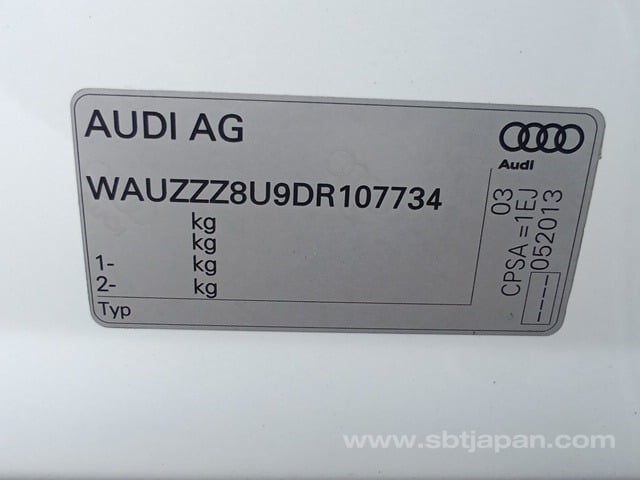 AUDI AG
Audi
WAUZZZ8U9DR107734
kg
kg
1- kg
2- kg
Typ
03
CPSA =1EJ
----052013
www.sbtjapan.com